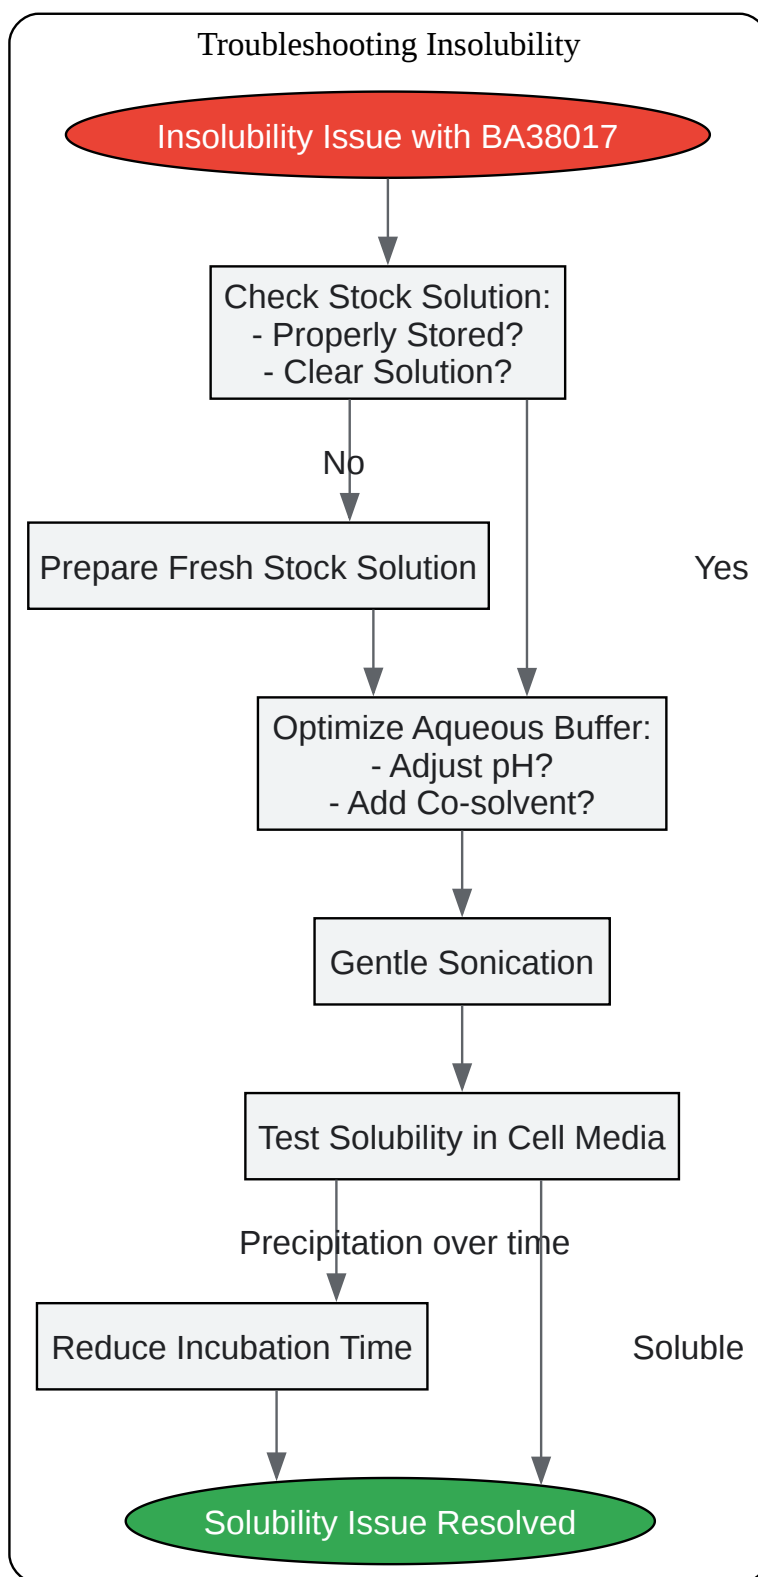 Troubleshooting Insolubility
Insolubility Issue with BA38017
Check Stock Solution:
- Properly Stored?
- Clear Solution?
No
Prepare Fresh Stock Solution
Yes
Optimize Aqueous Buffer:
- Adjust pH?
- Add Co-solvent?
Gentle Sonication
Test Solubility in Cell Media
Precipitation over time
Reduce Incubation Time
Soluble
Solubility Issue Resolved